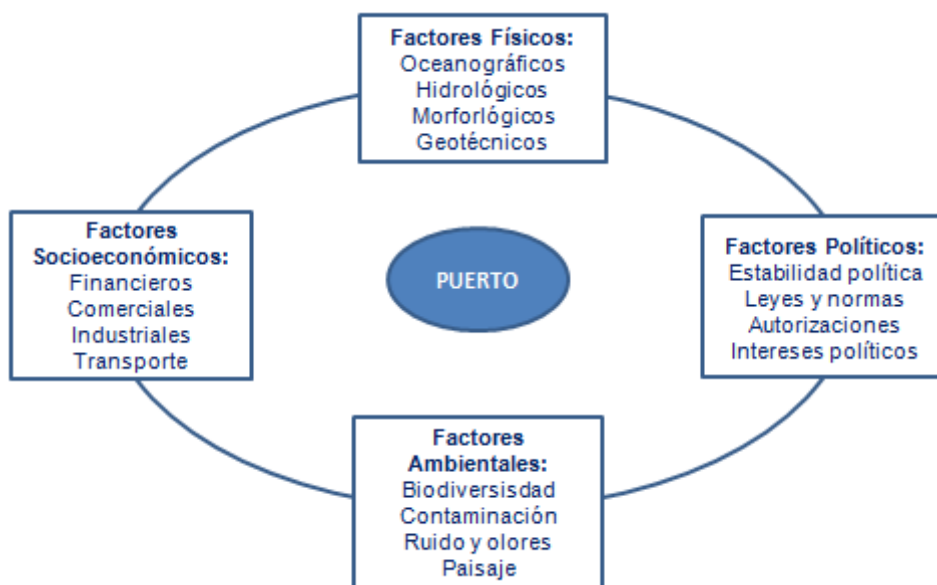 Factores Físicos:
Oceanográficos
Hidrológicos
Morforlógicos
Geotécnicos
Factores
Socioeconómicos:
Financieros
Comerciales
Industriales
Transporte
PUERTO
Factores Políticos:
Estabilidad política
Leyes y normas
Autorizaciones
Intereses políticos
Factores
Ambientales:
Biodiversisdad
Contaminación
Ruido y olores
Paisaje